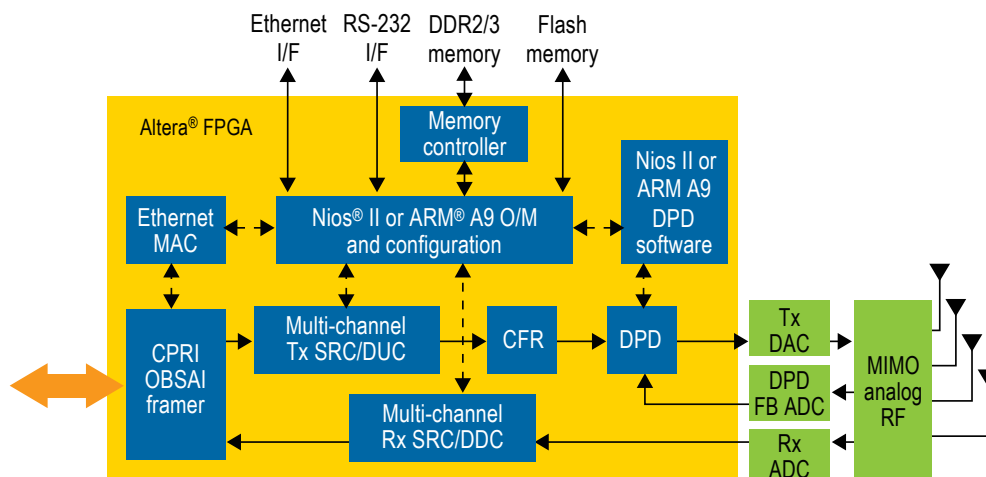 Ethernet
I/F
RS-232
I/F
DDR2/3
memory
Flash
memory
Altera® FPGA
Memory
controller
Nios II or
ARM A9
DPD
software
Ethernet
MAC
Nios® II or ARM® A9 O/M
and configuration
CPRI
OBSAI
framer
Multi-channel
Tx SRC/DUC
CFR
DPD
Tx
DAC
DPD
FB ADC
MIMO
analog
RF
Multi-channel
Rx SRC/DDC
Rx
ADC